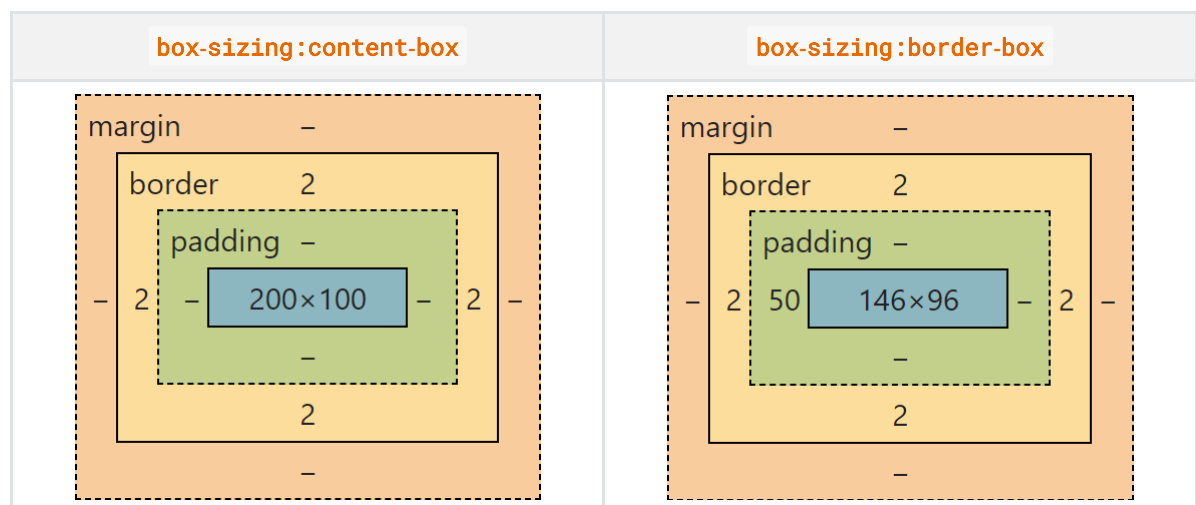 box-sizing:content-box
margin –
border 2
padding –
– 2 – 200×100 – 2 –
–
2
–
box-sizing:border-box
margin –
border 2
padding –
– 2 50 146×96 – 2 –
–
2
–